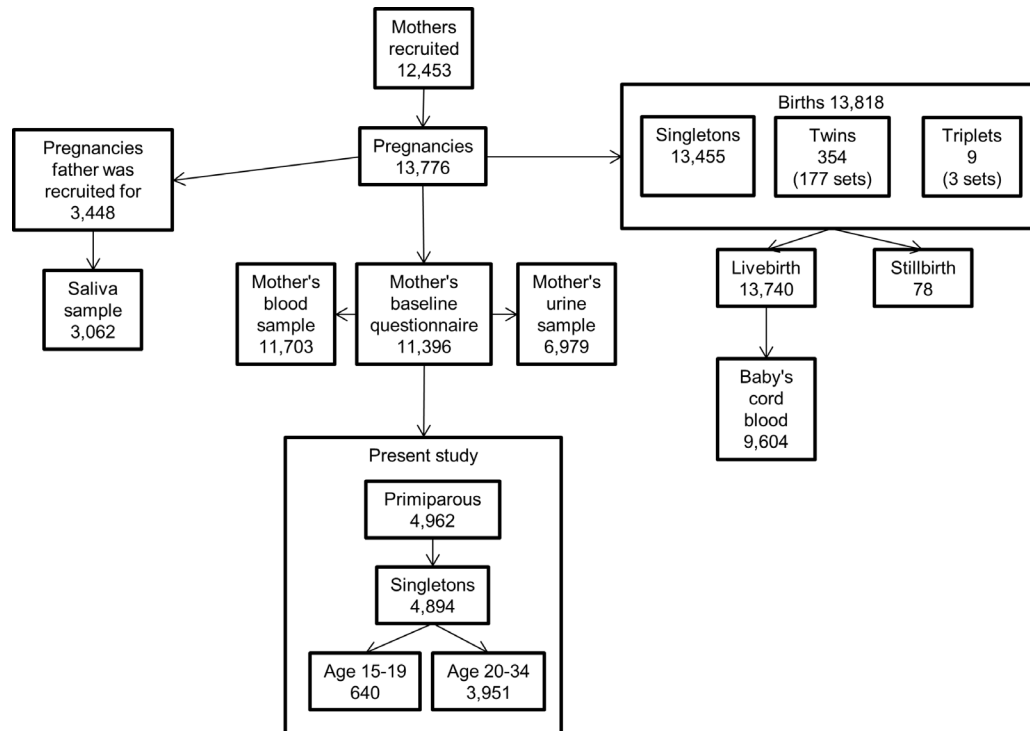 Mothers
recruited
12,453
Pregnancies
13,776
Pregnancies
father was
recruited for
3,448
Saliva
sample
3,062
Births 13,818
Singletons
13,455
Twins
354
(177 sets)
Triplets
9
(3 sets)
Livebirth
13,740
Stillbirth
78
Baby's
cord
blood
9,604
Mother's
blood
sample
11,703
Mother's
baseline
questionnaire
11,396
Mother's
urine
sample
6,979
Present study
Primiparous
4,962
Singletons
4,894
Age 15-19
640
Age 20-34
3,951